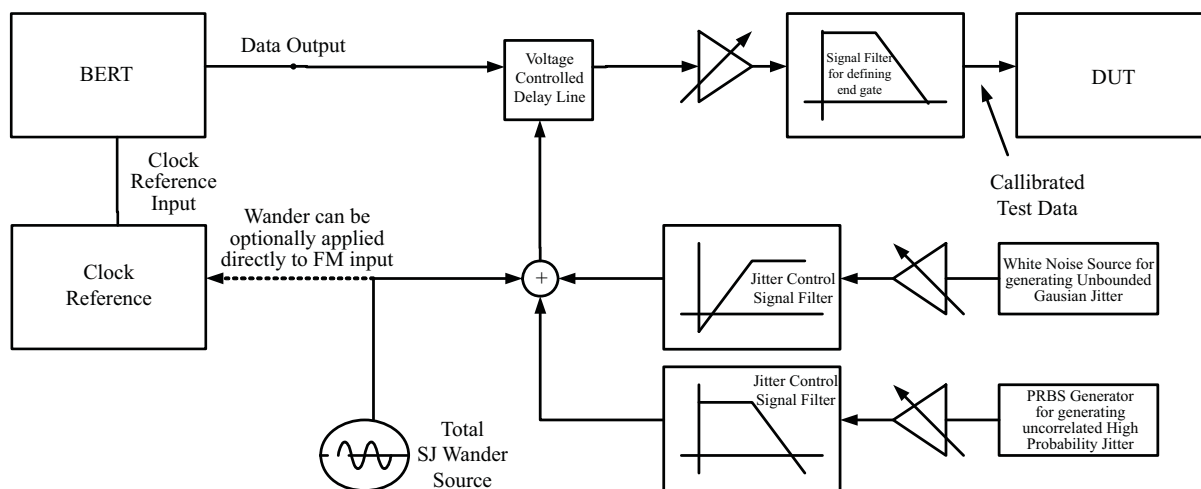 BERT
Data Output
Voltage
Controlled
Delay Line
Signal Filter
for defining
end gate
DUT
Clock
Reference
Input
Callibrated
Test Data
Wander can be
optionally applied
directly to FM input
Clock
Reference
+
Jitter Control
Signal Filter
White Noise Source for
generating Unbounded
Gausian Jitter
Jitter Control
Signal Filter
PRBS Generator
for generating
uncorrelated High
Probability Jitter
Total
SJ Wander
Source